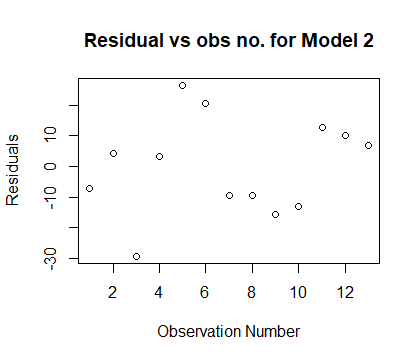 Residual vs obs no. for Model 2
Residuals
10
0
-10
-30
2 4 6 8 10 12
Observation Number